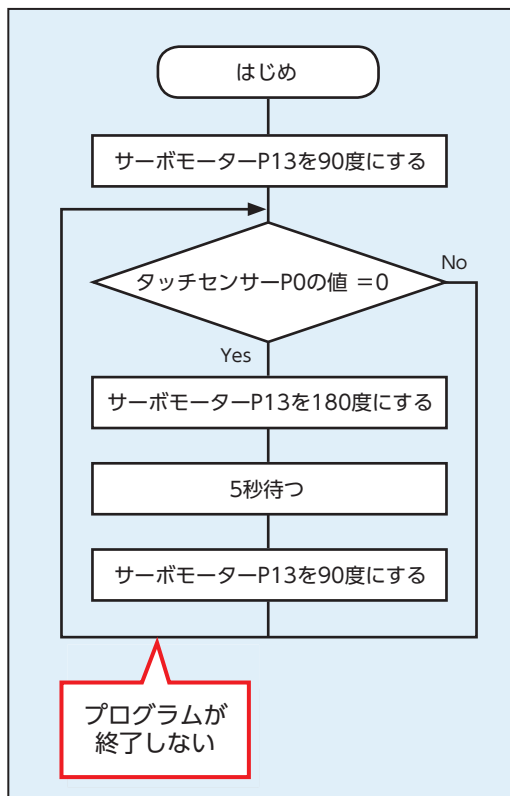 はじめ
サーボモーターP13を90度にする
タッチセンサーP0の値 =0
No
Yes
サーボモーターP13を180度にする
5秒待つ
サーボモーターP13を90度にする
プログラムが
終了しない